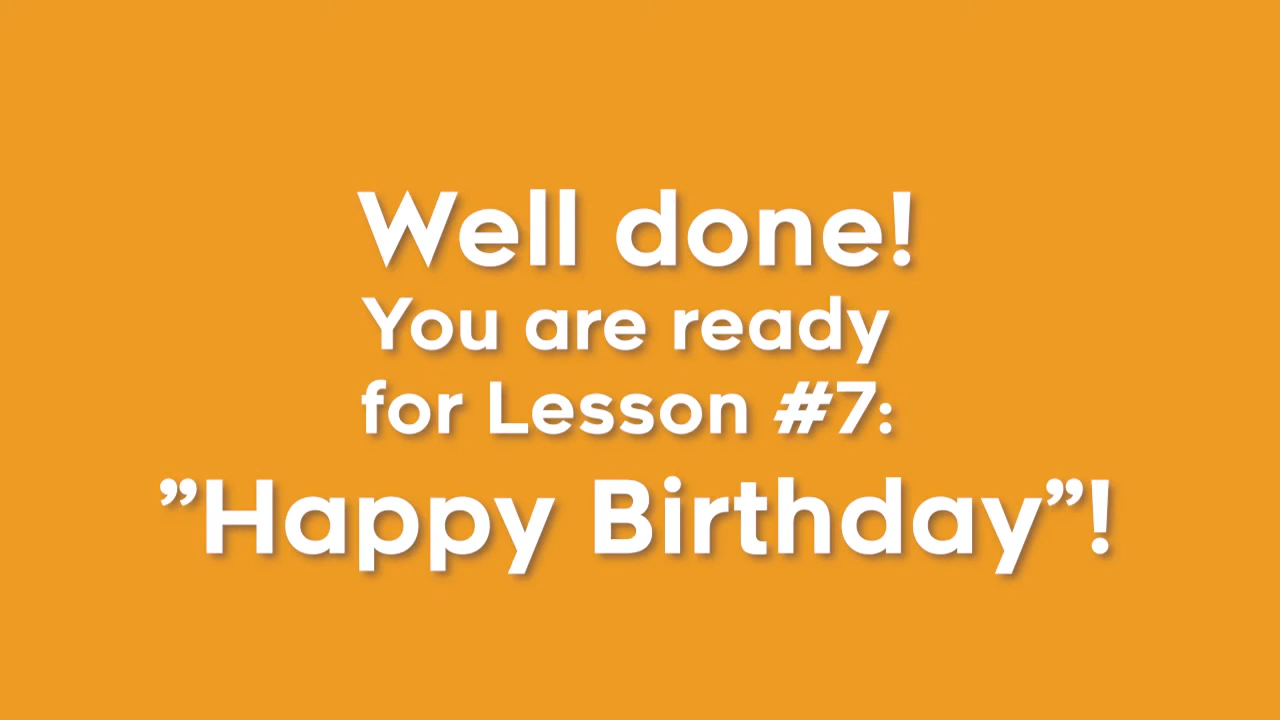 Well done!
You are ready
for Lesson #7:
”Happy Birthday”!